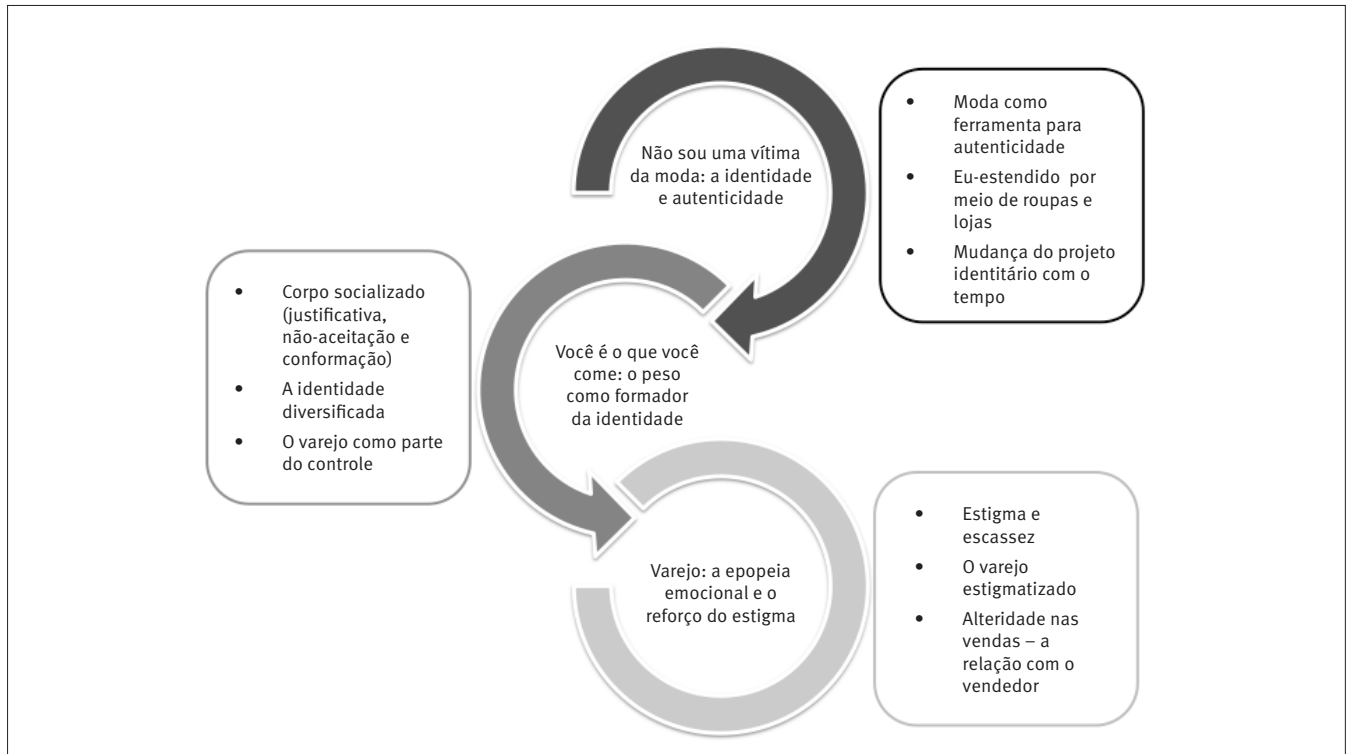 Não sou uma vítima
da moda: a identidade
e autenticidade
• Moda como
ferramenta para
autenticidade
• Eu-estendido por
meio de roupas e
lojas
• Mudança do projeto
identitário com o
tempo
• Corpo socializado
(justificativa,
não-aceitação e
conformação)
• A identidade
diversificada
• O varejo como parte
do controle
Você é o que você
come: o peso
como formador
da identidade
Varejo: a epopeia
emocional e o
reforço do estigma
• Estigma e
escassez
• O varejo
estigmatizado
• Alteridade nas
vendas – a
relação com o
vendedor